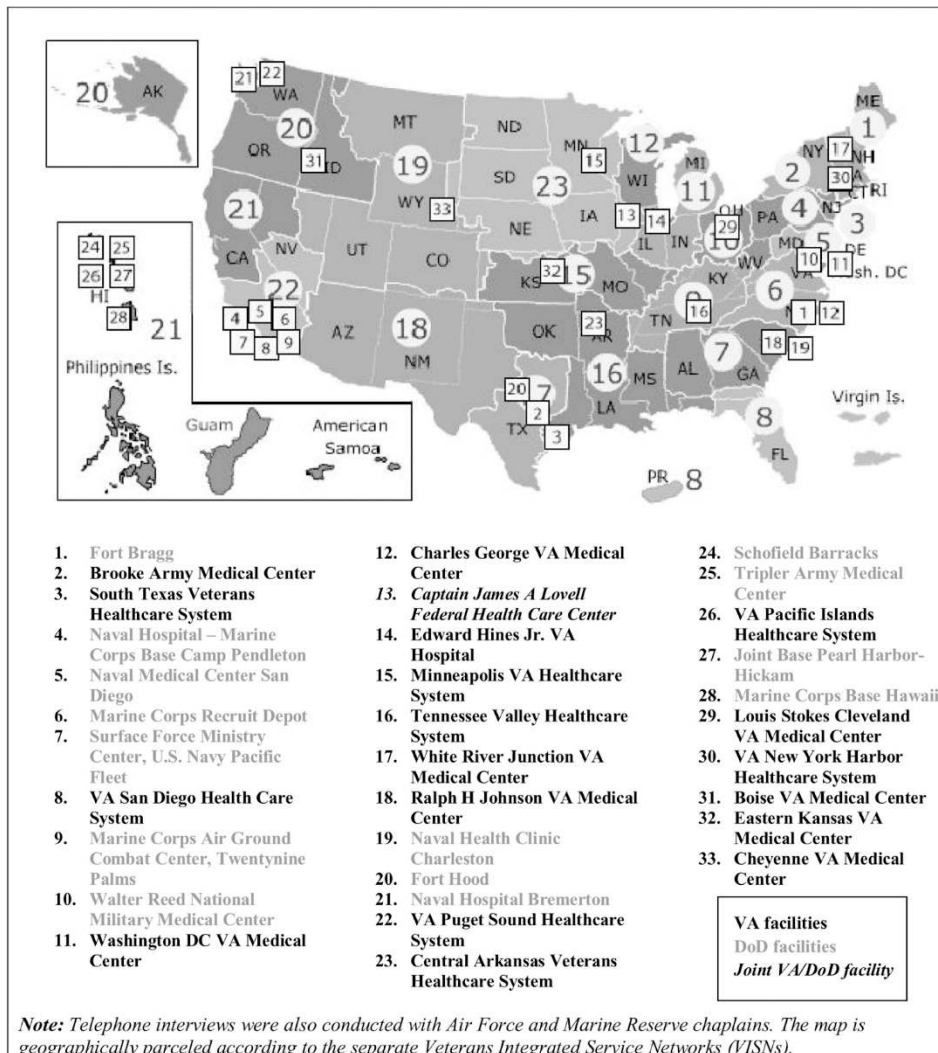 20 AK
21 22
WA
20
OR 31 ID
MT
19
WY 33
ND
SD
23
NE
MN 15
IA
12
WI
MI
11
13 14
IL IN
OH
29
ME
1
NY 17
NH
2 30
CT RI
PA 4 NJ
3
MD 5 DE
10 11
VA sh. DC
WV
KY
6
21
CA NV UT CO
22
4 5 6
7 8 9
AZ 18
NM
KS 32 15
MO
OK 23
AR
TN 16
1 12
18 19
7
AL GA
MS
16
LA
20 7
2
TX 3
8
FL
Virgin Is.
PR 8
24 25
26 27
HI
28 21
Philippines Is.
Guam
American
Samoa
1. Fort Bragg
2. Brooke Army Medical Center
3. South Texas Veterans
Healthcare System
4. Naval Hospital – Marine
Corps Base Camp Pendleton
5. Naval Medical Center San
Diego
6. Marine Corps Recruit Depot
7. Surface Force Ministry
Center, U.S. Navy Pacific
Fleet
8. VA San Diego Health Care
System
9. Marine Corps Air Ground
Combat Center, Twentynine
Palms
10. Walter Reed National
Military Medical Center
11. Washington DC VA Medical
Center
12. Charles George VA Medical
Center
13. Captain James A Lovell
Federal Health Care Center
14. Edward Hines Jr. VA
Hospital
15. Minneapolis VA Healthcare
System
16. Tennessee Valley Healthcare
System
17. White River Junction VA
Medical Center
18. Ralph H Johnson VA Medical
Center
19. Naval Health Clinic
Charleston
20. Fort Hood
21. Naval Hospital Bremerton
22. VA Puget Sound Healthcare
System
23. Central Arkansas Veterans
Healthcare System
24. Schofield Barracks
25. Tripler Army Medical
Center
26. VA Pacific Islands
Healthcare System
27. Joint Base Pearl Harbor-
Hickam
28. Marine Corps Base Hawaii
29. Louis Stokes Cleveland
VA Medical Center
30. VA New York Harbor
Healthcare System
31. Boise VA Medical Center
32. Eastern Kansas VA
Medical Center
33. Cheyenne VA Medical
Center
VA facilities
DoD facilities
Joint VA/DoD facility
Note: Telephone interviews were also conducted with Air Force and Marine Reserve chaplains. The map is
geographically parceled according to the separate Veterans Integrated Service Networks (VISNs).